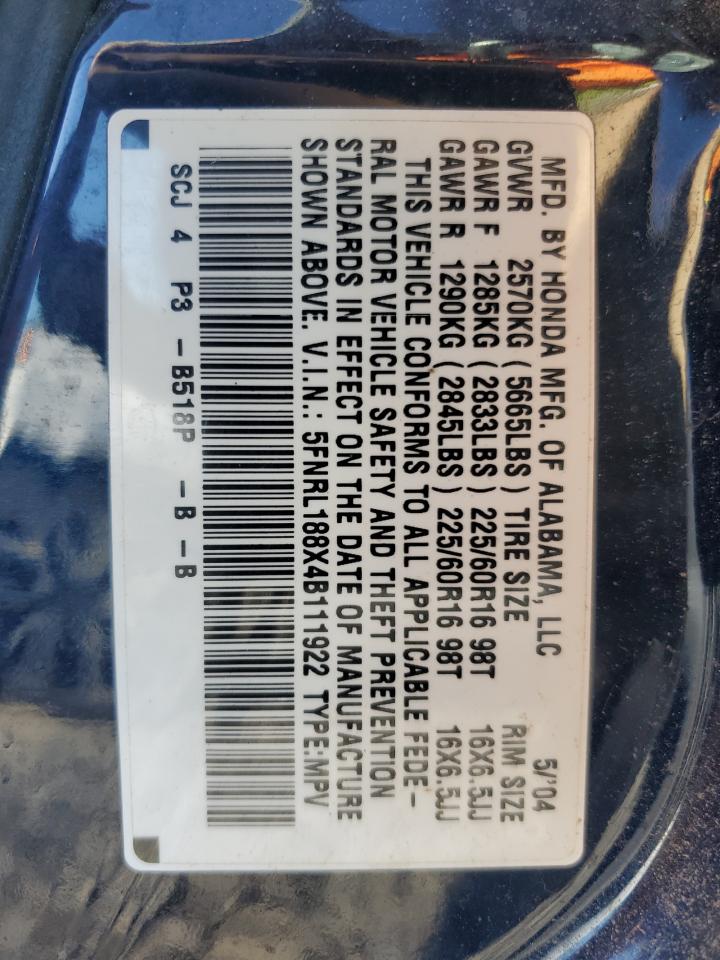 MFD. BY HONDA MFG. OF ALABAMA, LLC 5/'04
GVWR 2570KG (5665LBS) TIRE SIZE RIM SIZE
GAWR F 1285KG (2833LBS) 225/60R16 98T 16X6.5JJ
GAWR R 1290KG (2845LBS) 225/60R16 98T 16X6.5JJ
THIS VEHICLE CONFORMS TO ALL APPLICABLE FEDE-
RAL MOTOR VEHICLE SAFETY AND THEFT PREVENTION
STANDARDS IN EFFECT ON THE DATE OF MANUFACTURE
SHOWN ABOVE. V.I.N.: 5FNRL188X4B111922 TYPE:MPV
SCJ 4 P3 - B518P - B - B